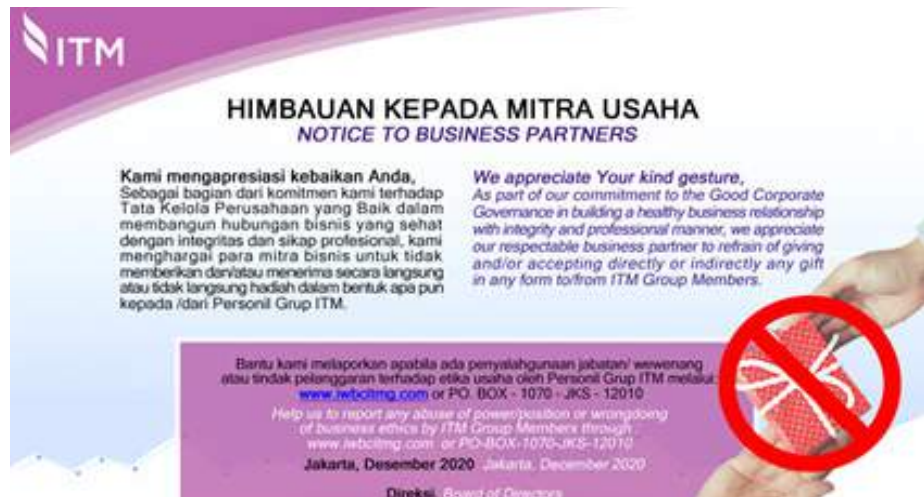 ITM
HIMBAUAN KEPADA MITRA USAHA
NOTICE TO BUSINESS PARTNERS
Kami mengapresiasi kebaikan Anda,
Sebagai bagian dari komitmen kami terhadap
Tata Kelola Perusahaan yang Baik dalam
membangun hubungan bisnis yang sehat
dengan integritas dan sikap profesional, kami
menghargai para mitra bisnis untuk tidak
memberikan dan/atau menerima secara langsung
atau tidak langsung hadiah dalam bentuk apa pun
kepada /dari Personil Grup ITM.
We appreciate Your kind gesture,
As part of our commitment to the Good Corporate
Governance in building a healthy business relationship
with integrity and professional manner, we appreciate
our respectable business partner to refrain of giving
and/or accepting directly or indirectly any gift
in any form to/from ITM Group Members.
Bantu kami melaporkan apabila ada penyalahgunaan jabatan/ wewenang
atau tindak pelanggaran terhadap etika usaha oleh Personil Grup ITM melalui:
www.iwbcitmg.com or PO. BOX - 1070 - JKS - 12010
Help us to report any abuse of power/position or wrongdoing
of business ethics by ITM Group Members through
www.iwbcitmg.com or PO-BOX-1070-JKS-12010
Jakarta, Desember 2020 Jakarta, December 2020
Direksi, Board of Directors